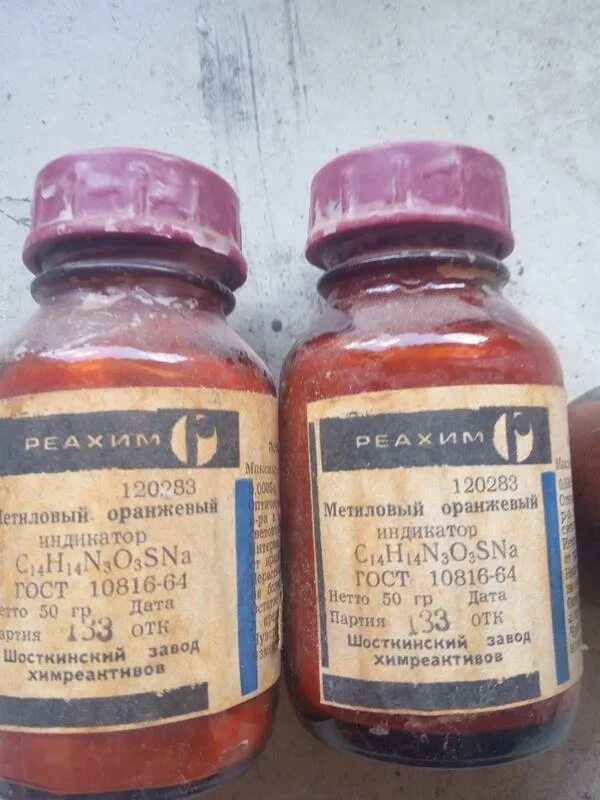 РЕАХИМ
120283
Метиловый оранжевый
индикатор
C₁₄H₁₄N₃O₃SNa
ГОСТ 10816-64
Нетто 50 гр Дата
Партия 133 ОТК
Шосткинский завод
химреактивов
РЕАХИМ
120283
Метиловый оранжевый
индикатор
C₁₄H₁₄N₃O₃SNa
ГОСТ 10816-64
Нетто 50 гр Дата
Партия 133 ОТК
Шосткинский завод
химреактивов
0,0005